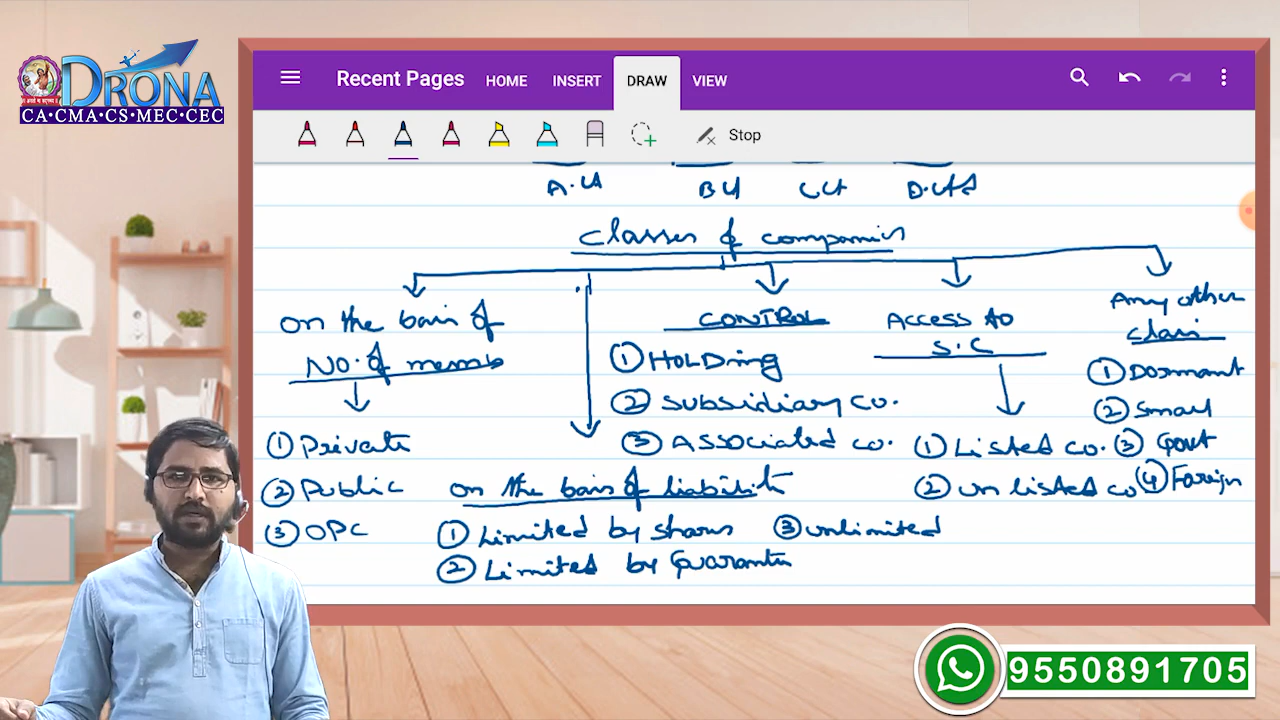 DRONA
CA•CMA•CS•MEC•CEC
Recent Pages HOME INSERT DRAW VIEW
Stop
classes of companies
on the basis of
NO. of members
① Private
② Public
③ OPC
on the basis of liability
① Limited by shares
② Limited by Guarantee
③ unlimited
CONTROL
① HOLDing
② Subsidiary co.
③ Associated co.
Access to
S.C
① Listed co.
② un listed co
Any other
class
① Dormant
② Small
③ Govt
④ Foreign
9550891705